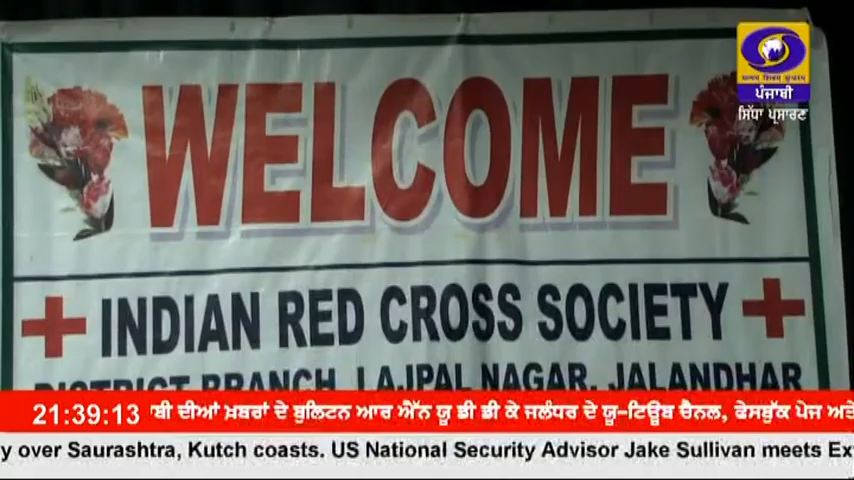 ਪੰਜਾਬੀ
ਸਿੱਧਾ ਪ੍ਰਸਾਰਣ
WELCOME
INDIAN RED CROSS SOCIETY
DISTRICT BRANCH, LAJPAL NAGAR, JALANDHAR
21:39:13 ਦੀਆਂ ਖ਼ਬਰਾਂ ਦੇ ਬੁਲਿਟਨ ਆਰ ਐੱਨ ਯੂ ਡੀ ਡੀ ਕੇ ਜਲੰਧਰ ਦੇ ਯੂ-ਟਿਊਬ ਚੈਨਲ, ਫੇਸਬੁੱਕ ਪੇਜ ਅਤੇ
y over Saurashtra, Kutch coasts. US National Security Advisor Jake Sullivan meets Ex